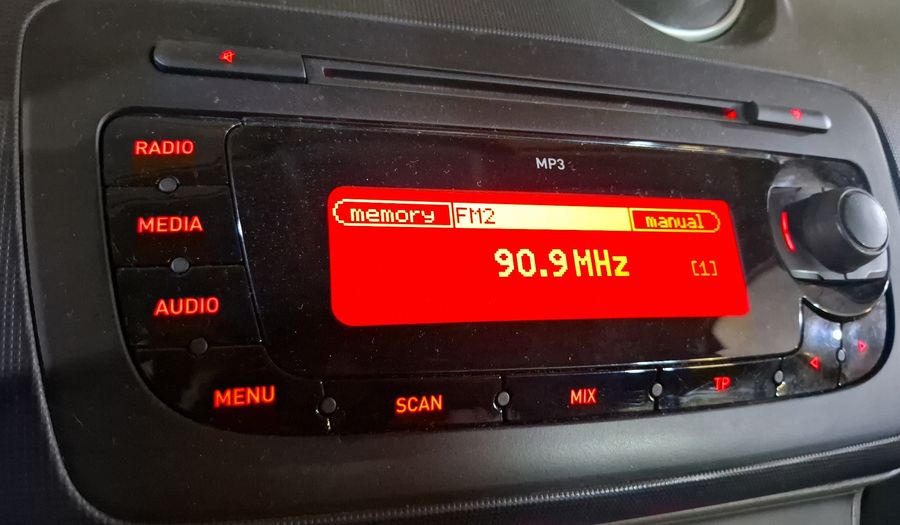 RADIO
MP3
MEDIA
memory FM2 manual
90.9 MHz [1]
AUDIO
MENU SCAN MIX TP